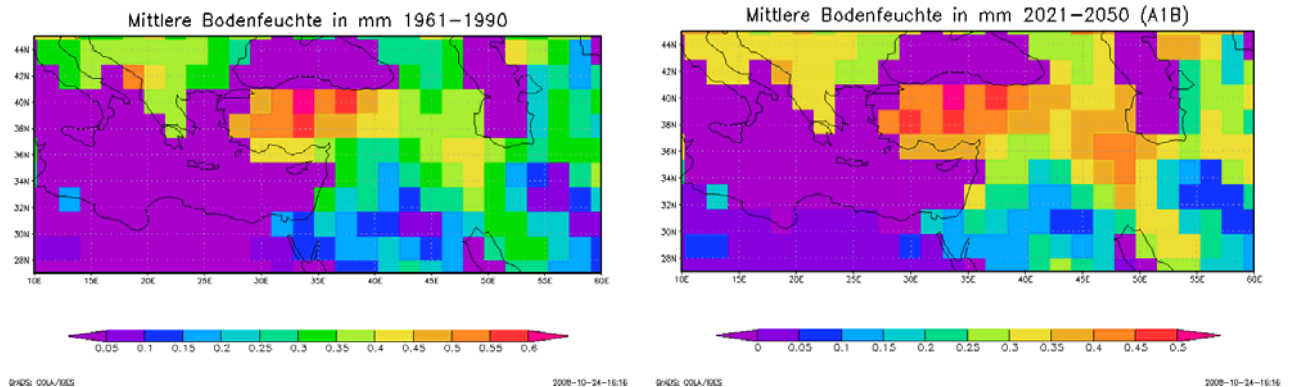 Mittlere Bodenfeuchte in mm 1961-1990
44N
42N
40N
38N
36N
34N
32N
30N
28N
10E 15E 20E 25E 30E 35E 40E 45E 50E 55E 60E
0.05 0.1 0.15 0.2 0.25 0.3 0.35 0.4 0.45 0.5 0.55 0.6
GrADS: COLA/IGES 2008-10-24-16:16
Mittlere Bodenfeuchte in mm 2021-2050 (A1B)
44N
42N
40N
38N
36N
34N
32N
30N
28N
10E 15E 20E 25E 30E 35E 40E 45E 50E 55E 60E
0 0.05 0.1 0.15 0.2 0.25 0.3 0.35 0.4 0.45 0.5
GrADS: COLA/IGES 2008-10-24-16:16